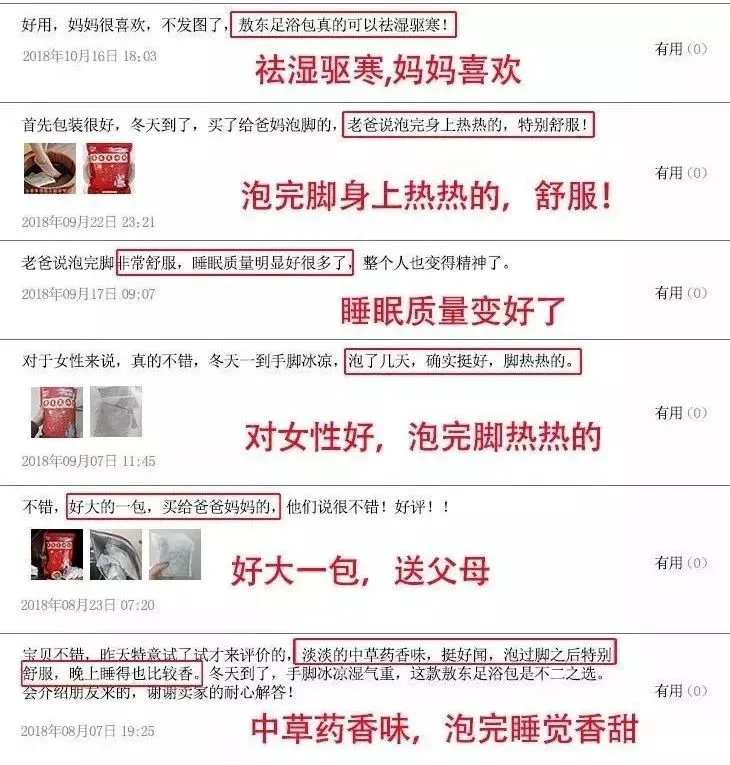 好用，妈妈很喜欢，不发图了，敖东足浴包真的可以祛湿驱寒！
2018年10月16日 18:03
有用（0）
祛湿驱寒,妈妈喜欢
首先包装很好，冬天到了，买了给爸妈泡脚的，老爸说泡完身上热热的，特别舒服！
有用（0）
泡完脚身上热热的，舒服！
2018年09月22日 23:21
老爸说泡完脚非常舒服，睡眠质量明显好很多了，整个人也变得精神了。
2018年09月17日 09:07
有用（0）
睡眠质量变好了
对于女性来说，真的不错，冬天一到手脚冰凉，泡了几天，确实挺好，脚热热的。
有用（0）
对女性好，泡完脚热热的
2018年09月07日 11:45
不错，好大的一包，买给爸爸妈妈的，他们说很不错！好评！！
有用（0）
好大一包，送父母
2018年08月23日 07:20
宝贝不错，昨天特意试了试才来评价的，淡淡的中草药香味，挺好闻，泡过脚之后特别
舒服，晚上睡得也比较香。冬天到了，手脚冰凉湿气重，这款敖东足浴包是不二之选。
会介绍朋友来的，谢谢卖家的耐心解答！
有用（0）
中草药香味，泡完睡觉香甜
2018年08月07日 19:25